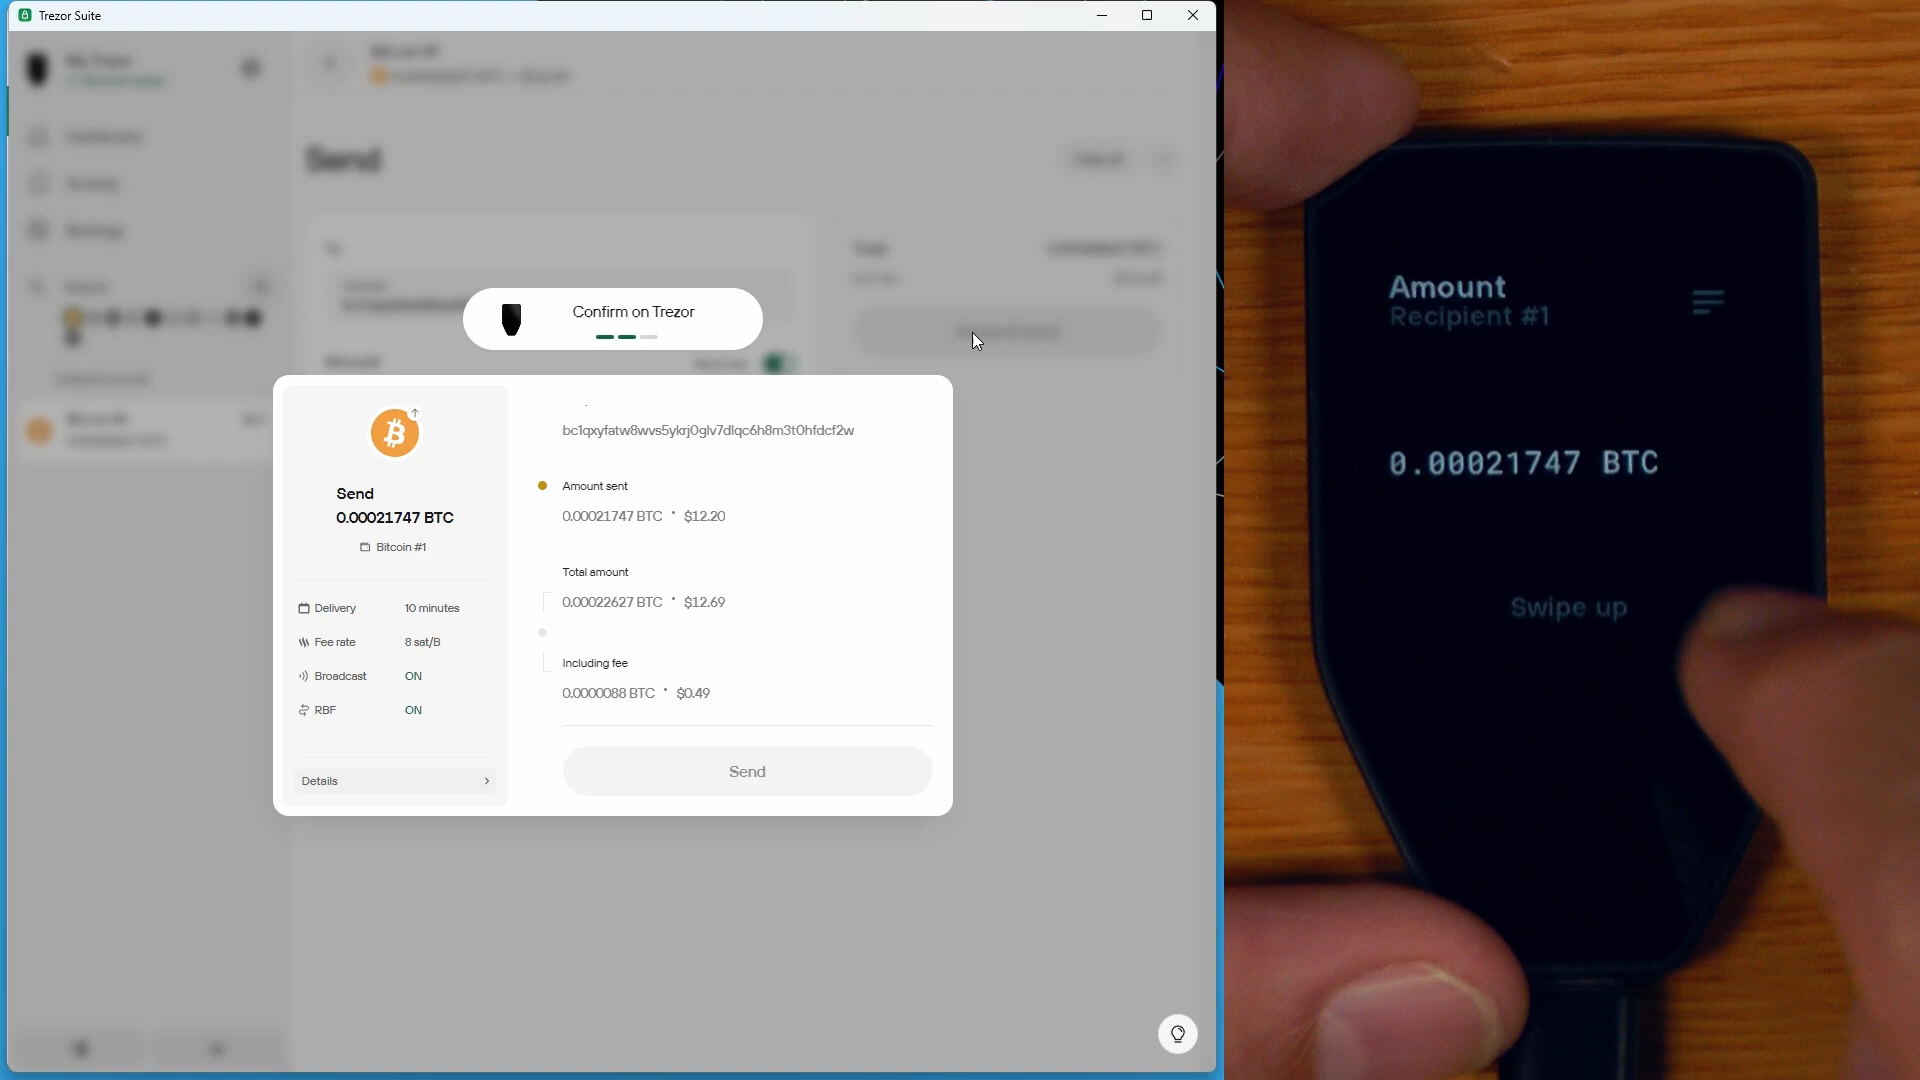 Trezor Suite
Send
Confirm on Trezor
Send
0.00021747 BTC
Bitcoin #1
Delivery 10 minutes
Fee rate 8 sat/B
Broadcast ON
RBF ON
Details
bc1qxyfatw8wvs5ykrj0glv7dlqc6h8m3t0hfdcf2w
Amount sent
0.00021747 BTC • $12.20
Total amount
0.00022627 BTC • $12.69
Including fee
0.0000088 BTC • $0.49
Send
Amount
Recipient #1
0.00021747 BTC
Swipe up